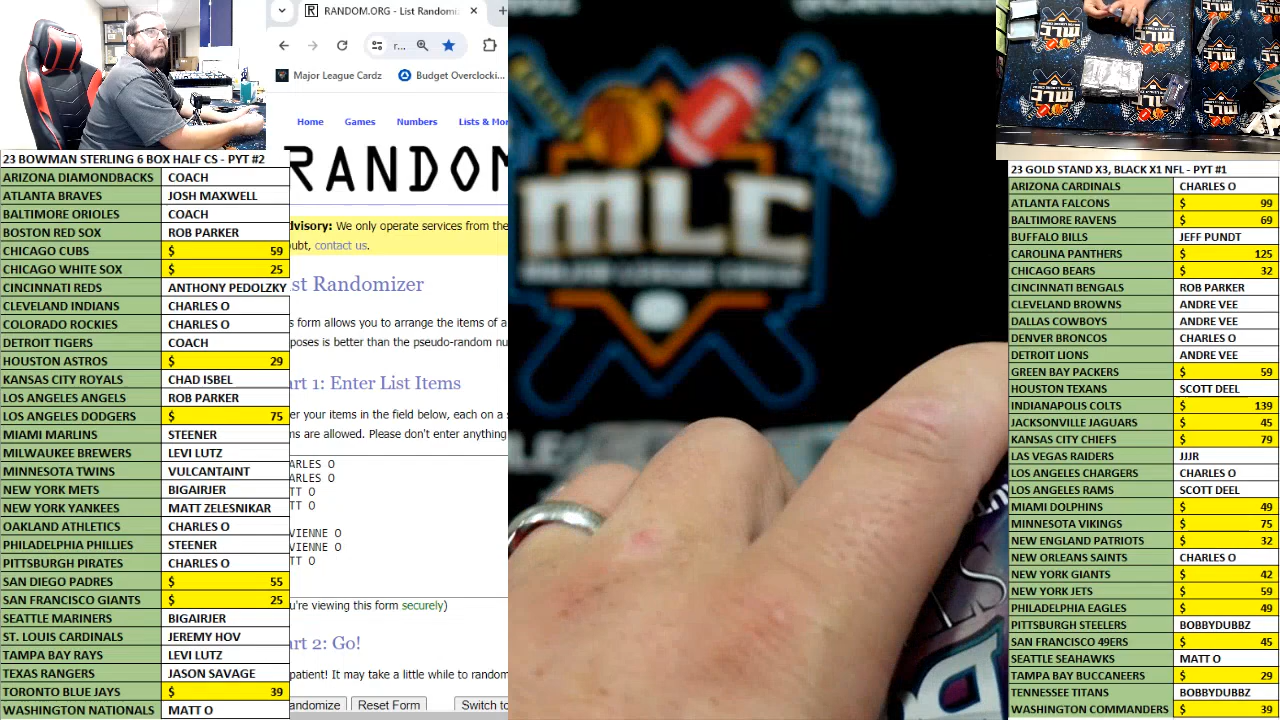 23 BOWMAN STERLING 6 BOX HALF CS - PYT #2
ARIZONA DIAMONDBACKS COACH
ATLANTA BRAVES JOSH MAXWELL
BALTIMORE ORIOLES COACH
BOSTON RED SOX ROB PARKER
CHICAGO CUBS $ 59
CHICAGO WHITE SOX $ 25
CINCINNATI REDS ANTHONY PEDOLZKY
CLEVELAND INDIANS CHARLES O
COLORADO ROCKIES CHARLES O
DETROIT TIGERS COACH
HOUSTON ASTROS $ 29
KANSAS CITY ROYALS CHAD ISBEL
LOS ANGELES ANGELS ROB PARKER
LOS ANGELES DODGERS $ 75
MIAMI MARLINS STEENER
MILWAUKEE BREWERS LEVI LUTZ
MINNESOTA TWINS VULCANTAINT
NEW YORK METS BIGAIRJER
NEW YORK YANKEES MATT ZELESNIKAR
OAKLAND ATHLETICS CHARLES O
PHILADELPHIA PHILLIES STEENER
PITTSBURGH PIRATES CHARLES O
SAN DIEGO PADRES $ 55
SAN FRANCISCO GIANTS $ 25
SEATTLE MARINERS BIGAIRJER
ST. LOUIS CARDINALS JEREMY HOV
TAMPA BAY RAYS LEVI LUTZ
TEXAS RANGERS JASON SAVAGE
TORONTO BLUE JAYS $ 39
WASHINGTON NATIONALS MATT O
RANDOM.ORG - List Randomi
r...
Major League Cardz Budget Overclocki...
Home Games Numbers Lists & Mor
RANDOM
dvisory: We only operate services from the
oubt, contact us.
st Randomizer
s form allows you to arrange the items of a
poses is better than the pseudo-random nu
art 1: Enter List Items
er your items in the field below, each on a s
ms are allowed. Please don't enter anything
ARLES O
ARLES O
TT O
T O
VIENNE O
VIENNE O
TT O
u're viewing this form securely)
art 2: Go!
patient! It may take a little while to random
andomize Reset Form Switch to
MLC
MAJOR LEAGUE CARDZ
23 GOLD STAND X3, BLACK X1 NFL - PYT #1
ARIZONA CARDINALS CHARLES O
ATLANTA FALCONS $ 99
BALTIMORE RAVENS $ 69
BUFFALO BILLS JEFF PUNDT
CAROLINA PANTHERS $ 125
CHICAGO BEARS $ 32
CINCINNATI BENGALS ROB PARKER
CLEVELAND BROWNS ANDRE VEE
DALLAS COWBOYS ANDRE VEE
DENVER BRONCOS CHARLES O
DETROIT LIONS ANDRE VEE
GREEN BAY PACKERS $ 59
HOUSTON TEXANS SCOTT DEEL
INDIANAPOLIS COLTS $ 139
JACKSONVILLE JAGUARS $ 45
KANSAS CITY CHIEFS $ 79
LAS VEGAS RAIDERS JJJR
LOS ANGELES CHARGERS CHARLES O
LOS ANGELES RAMS SCOTT DEEL
MIAMI DOLPHINS $ 49
MINNESOTA VIKINGS $ 75
NEW ENGLAND PATRIOTS $ 32
NEW ORLEANS SAINTS CHARLES O
NEW YORK GIANTS $ 42
NEW YORK JETS $ 59
PHILADELPHIA EAGLES $ 49
PITTSBURGH STEELERS BOBBYDUBBZ
SAN FRANCISCO 49ERS $ 45
SEATTLE SEAHAWKS MATT O
TAMPA BAY BUCCANEERS $ 29
TENNESSEE TITANS BOBBYDUBBZ
WASHINGTON COMMANDERS $ 39